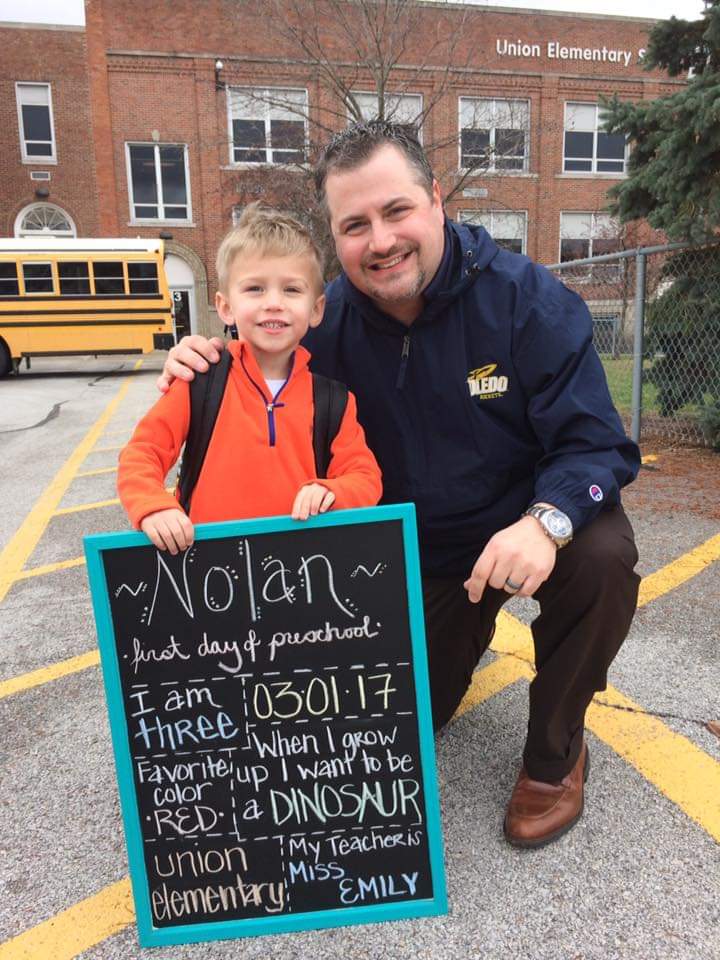 Union Elementary S
3
OLEDO
ROCKETS
~Nolan~
·first day of preschool·
I am
three
03·01·17
Favorite
color
·RED·
When I grow
up I want to be
a DINOSAUR
union
elementary
My Teacher is
Miss
EMILY